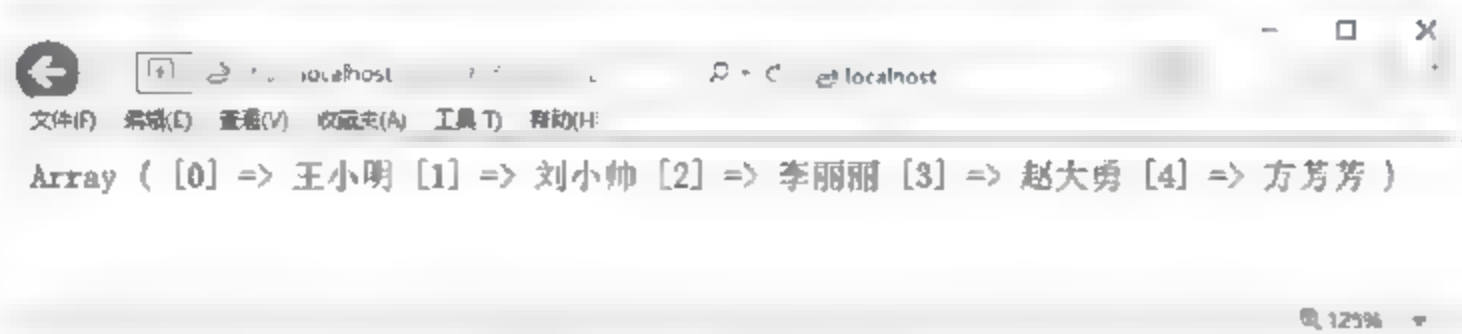 localhost
localhost
文件(F) 编辑(E) 查看(V) 收藏夹(A) 工具(T) 帮助(H)
Array ( [0] => 王小明 [1] => 刘小帅 [2] => 李丽丽 [3] => 赵大勇 [4] => 方芳芳 )
125%